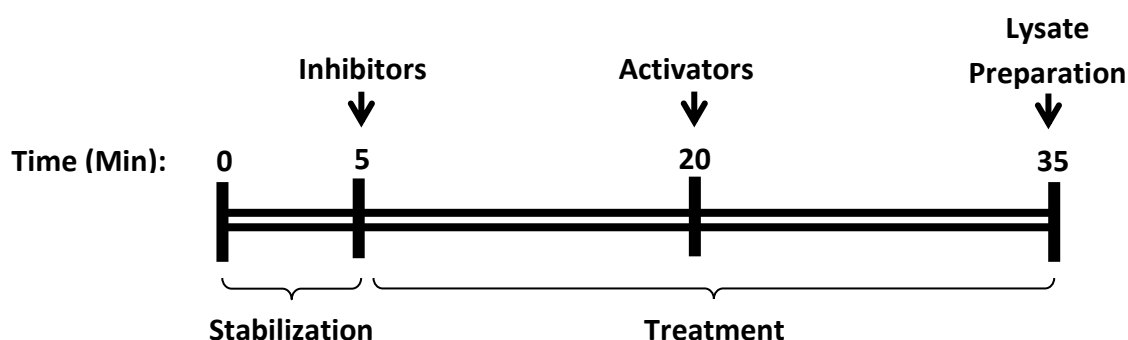 Lysate
Inhibitors Activators Preparation
Time (Min): 0 5 20 35
Stabilization Treatment